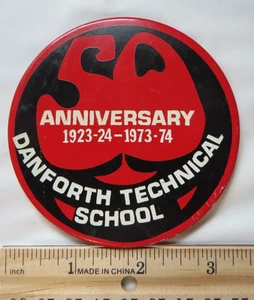 50
ANNIVERSARY
1923-24-1973-74
DANFORTH TECHNICAL
SCHOOL
inch 1 MADE IN CHINA 2 3